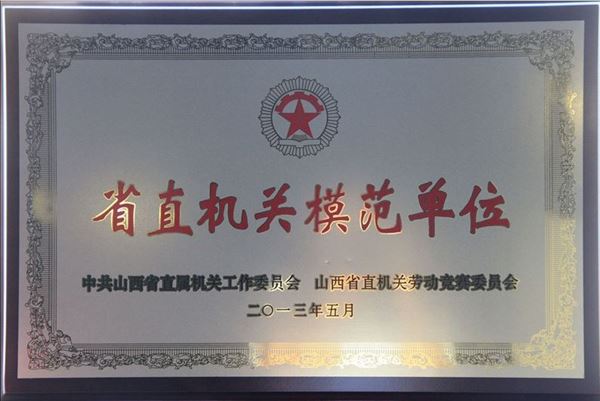 省直机关模范单位
中共山西省直属机关工作委员会 山西省直机关劳动竞赛委员会
二〇一三年五月